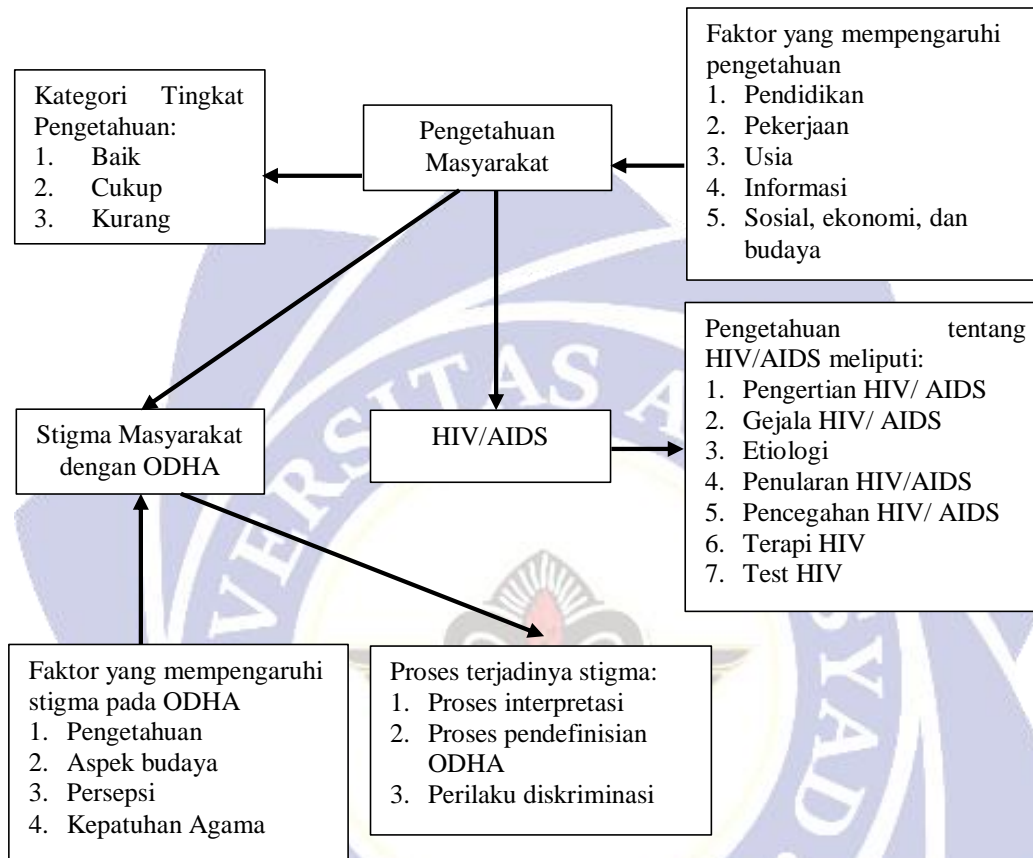 Faktor yang mempengaruhi
pengetahuan
1. Pendidikan
2. Pekerjaan
3. Usia
4. Informasi
5. Sosial, ekonomi, dan
budaya
Kategori Tingkat
Pengetahuan:
1. Baik
2. Cukup
3. Kurang
Pengetahuan
Masyarakat
Pengetahuan tentang
HIV/AIDS meliputi:
1. Pengertian HIV/ AIDS
2. Gejala HIV/ AIDS
3. Etiologi
4. Penularan HIV/AIDS
5. Pencegahan HIV/ AIDS
6. Terapi HIV
7. Test HIV
Stigma Masyarakat
dengan ODHA
HIV/AIDS
Faktor yang mempengaruhi
stigma pada ODHA
1. Pengetahuan
2. Aspek budaya
3. Persepsi
4. Kepatuhan Agama
Proses terjadinya stigma:
1. Proses interpretasi
2. Proses pendefinisian
ODHA
3. Perilaku diskriminasi